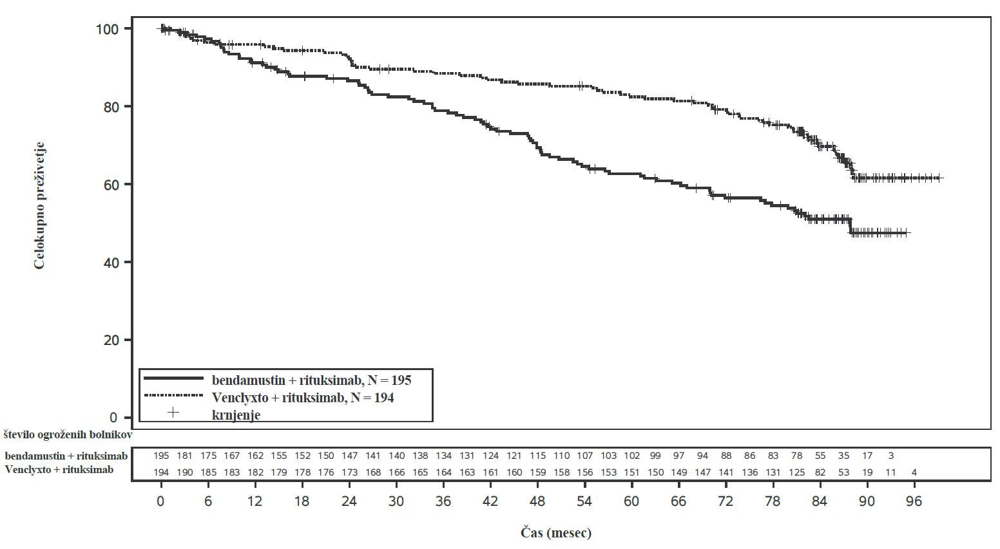 100
80
60
40
20
0
Celokupno preživetje
bendamustin + rituksimab, N = 195
Venclyxto + rituksimab, N = 194
krnjenje
število ogroženih bolnikov
bendamustin + rituksimab 195 181 175 167 162 155 152 150 147 141 140 138 134 131 124 121 115 110 107 103 102 99 97 94 88 86 83 78 55 35 17 3
Venclyxto + rituksimab 194 190 185 183 182 179 178 176 173 168 166 165 164 163 161 160 159 158 156 153 151 150 149 147 141 136 131 125 82 53 19 11 4
0 6 12 18 24 30 36 42 48 54 60 66 72 78 84 90 96
Čas (mesec)